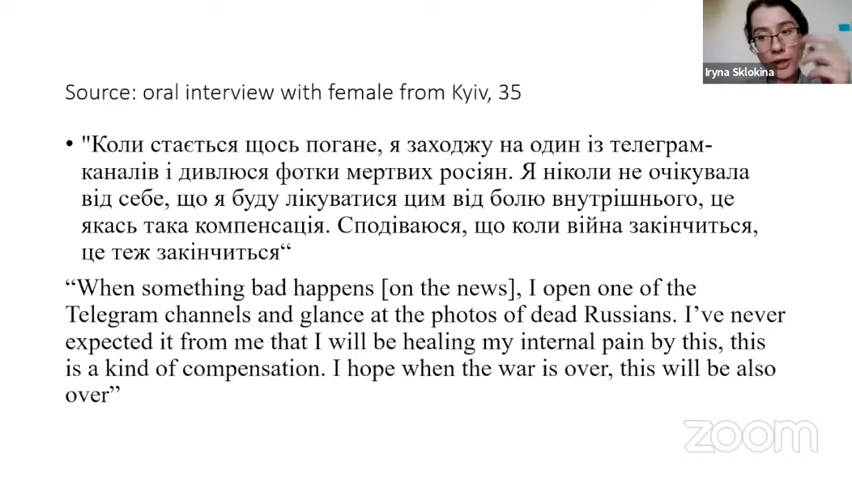 Iryna Sklokina
Source: oral interview with female from Kyiv, 35
• "Коли стається щось погане, я заходжу на один із телеграм-
каналів і дивлюся фотки мертвих росіян. Я ніколи не очікувала
від себе, що я буду лікуватися цим від болю внутрішнього, це
якась така компенсація. Сподіваюся, що коли війна закінчиться,
це теж закінчиться“
“When something bad happens [on the news], I open one of the
Telegram channels and glance at the photos of dead Russians. I’ve never
expected it from me that I will be healing my internal pain by this, this
is a kind of compensation. I hope when the war is over, this will be also
over”
zoom